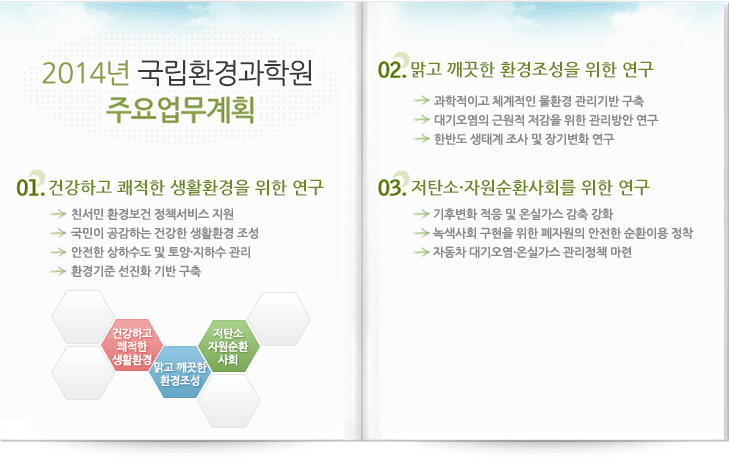 2014년 국립환경과학원
주요업무계획
01. 건강하고 쾌적한 생활환경을 위한 연구
친서민 환경보건 정책서비스 지원
국민이 공감하는 건강한 생활환경 조성
안전한 상하수도 및 토양·지하수 관리
환경기준 선진화 기반 구축
건강하고
쾌적한
생활환경
맑고 깨끗한
환경조성
저탄소
자원순환
사회
02. 맑고 깨끗한 환경조성을 위한 연구
과학적이고 체계적인 물환경 관리기반 구축
대기오염의 근원적 저감을 위한 관리방안 연구
한반도 생태계 조사 및 장기변화 연구
03. 저탄소·자원순환사회를 위한 연구
기후변화 적응 및 온실가스 감축 강화
녹색사회 구현을 위한 폐자원의 안전한 순환이용 정착
자동차 대기오염·온실가스 관리정책 마련